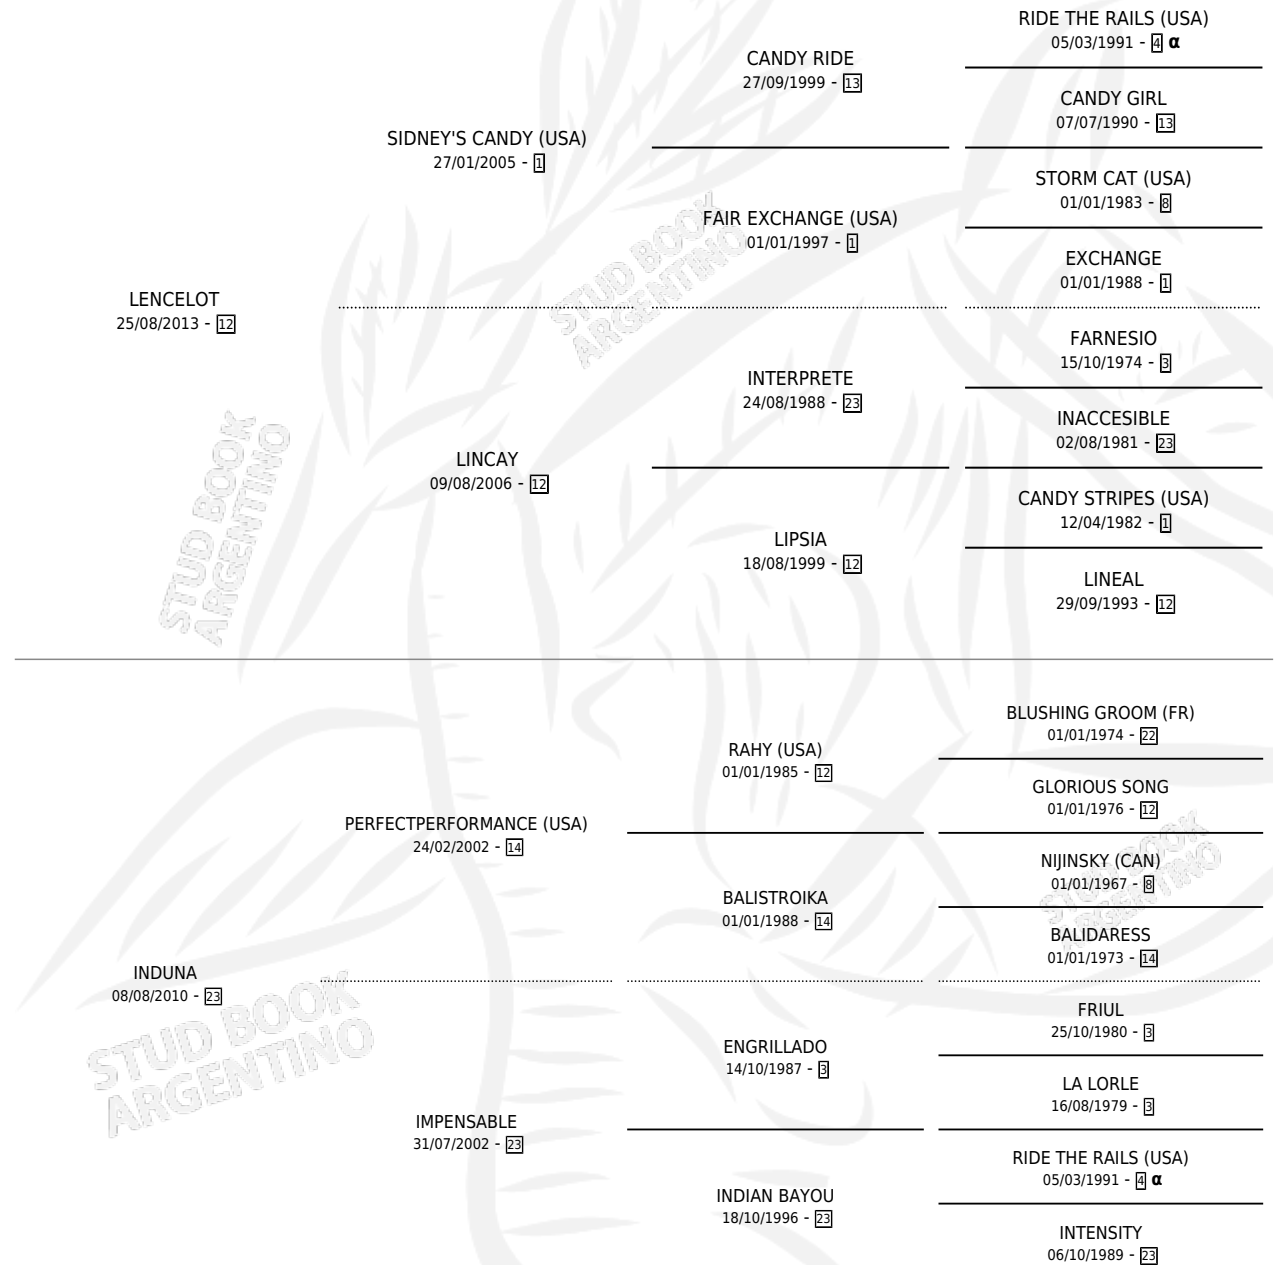 LENCELOT
25/08/2013 - 12
SIDNEY'S CANDY (USA)
27/01/2005 - 1
CANDY RIDE
27/09/1999 - 13
RIDE THE RAILS (USA)
05/03/1991 - 4 α
CANDY GIRL
07/07/1990 - 13
FAIR EXCHANGE (USA)
01/01/1997 - 1
STORM CAT (USA)
01/01/1983 - 8
EXCHANGE
01/01/1988 - 1
LINCAY
09/08/2006 - 12
INTERPRETE
24/08/1988 - 23
FARNESIO
15/10/1974 - 3
INACCESIBLE
02/08/1981 - 23
LIPSIA
18/08/1999 - 12
CANDY STRIPES (USA)
12/04/1982 - 1
LINEAL
29/09/1993 - 12
INDUNA
08/08/2010 - 23
PERFECTPERFORMANCE (USA)
24/02/2002 - 14
RAHY (USA)
01/01/1985 - 12
BLUSHING GROOM (FR)
01/01/1974 - 22
GLORIOUS SONG
01/01/1976 - 12
BALISTROIKA
01/01/1988 - 14
NIJINSKY (CAN)
01/01/1967 - 8
BALIDARESS
01/01/1973 - 14
IMPENSABLE
31/07/2002 - 23
ENGRILLADO
14/10/1987 - 3
FRIUL
25/10/1980 - 3
LA LORLE
16/08/1979 - 3
INDIAN BAYOU
18/10/1996 - 23
RIDE THE RAILS (USA)
05/03/1991 - 4 α
INTENSITY
06/10/1989 - 23
STUD BOOK
ARGENTINO
STUD BOOK
ARGENTINO
STUD BOOK
ARGENTINO
STUD BOOK
ARGENTINO